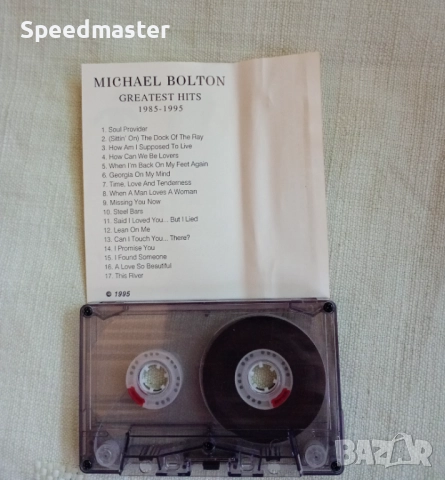 Speedmaster
MICHAEL BOLTON
GREATEST HITS
1985-1995
1. Soul Provider
2. (Sittin' On) The Dock Of The Bay
3. How Am I Supposed To Live
4. How Can We Be Lovers
5. When I'm Back On My Feet Again
6. Georgia On My Mind
7. Time, Love And Tenderness
8. When A Man Loves A Woman
9. Missing You Now
10. Steel Bars
11. Said I Loved You... But I Lied
12. Lean On Me
13. Can I Touch You... There?
14. I Promise You
15. I Found Someone
16. A Love So Beautiful
17. This River
© 1995
BAZAR